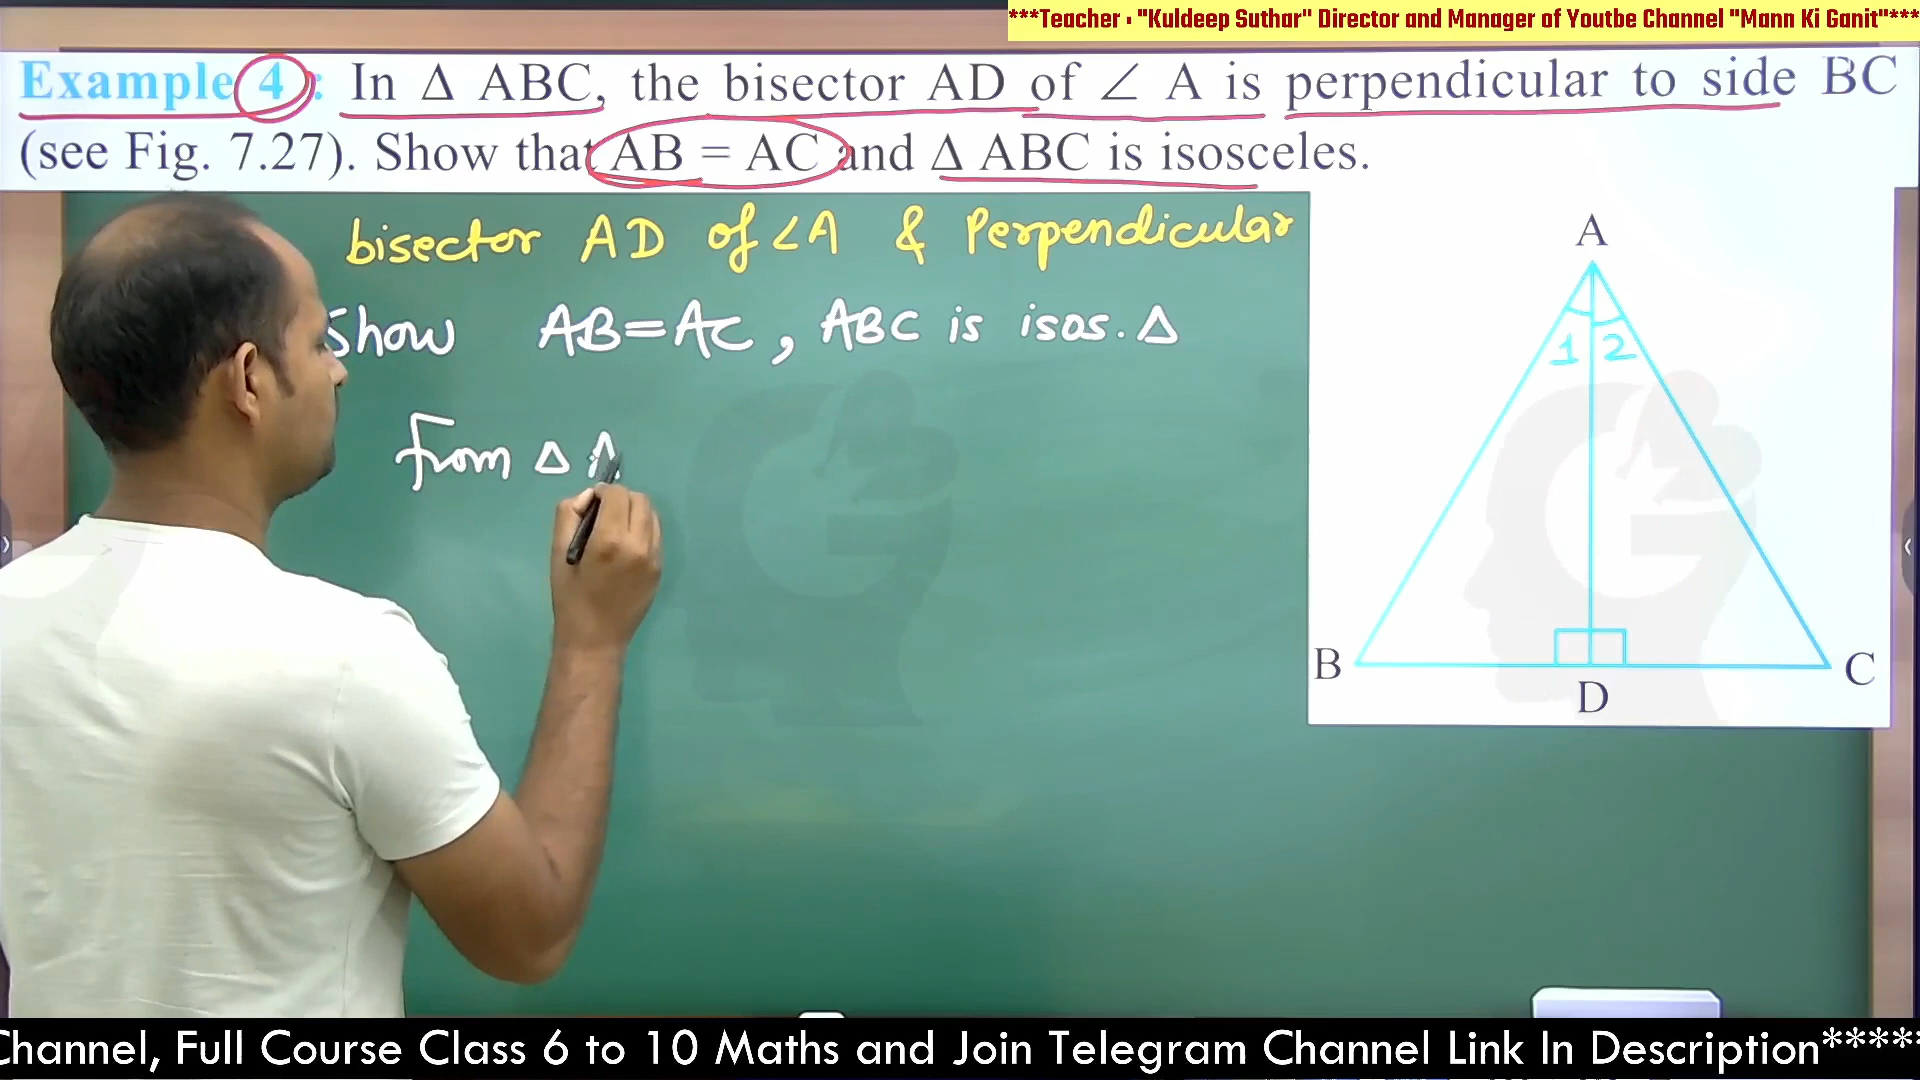 ***Teacher : "Kuldeep Suthar" Director and Manager of Youtbe Channel "Mann Ki Ganit"***
Example 4 : In Δ ABC, the bisector AD of ∠ A is perpendicular to side BC
(see Fig. 7.27). Show that AB = AC and Δ ABC is isosceles.
bisector AD of ∠A & Perpendicular
Show AB=AC, ABC is isos. Δ
from Δ A
A
1 2
B
C
D
Channel, Full Course Class 6 to 10 Maths and Join Telegram Channel Link In Description*****